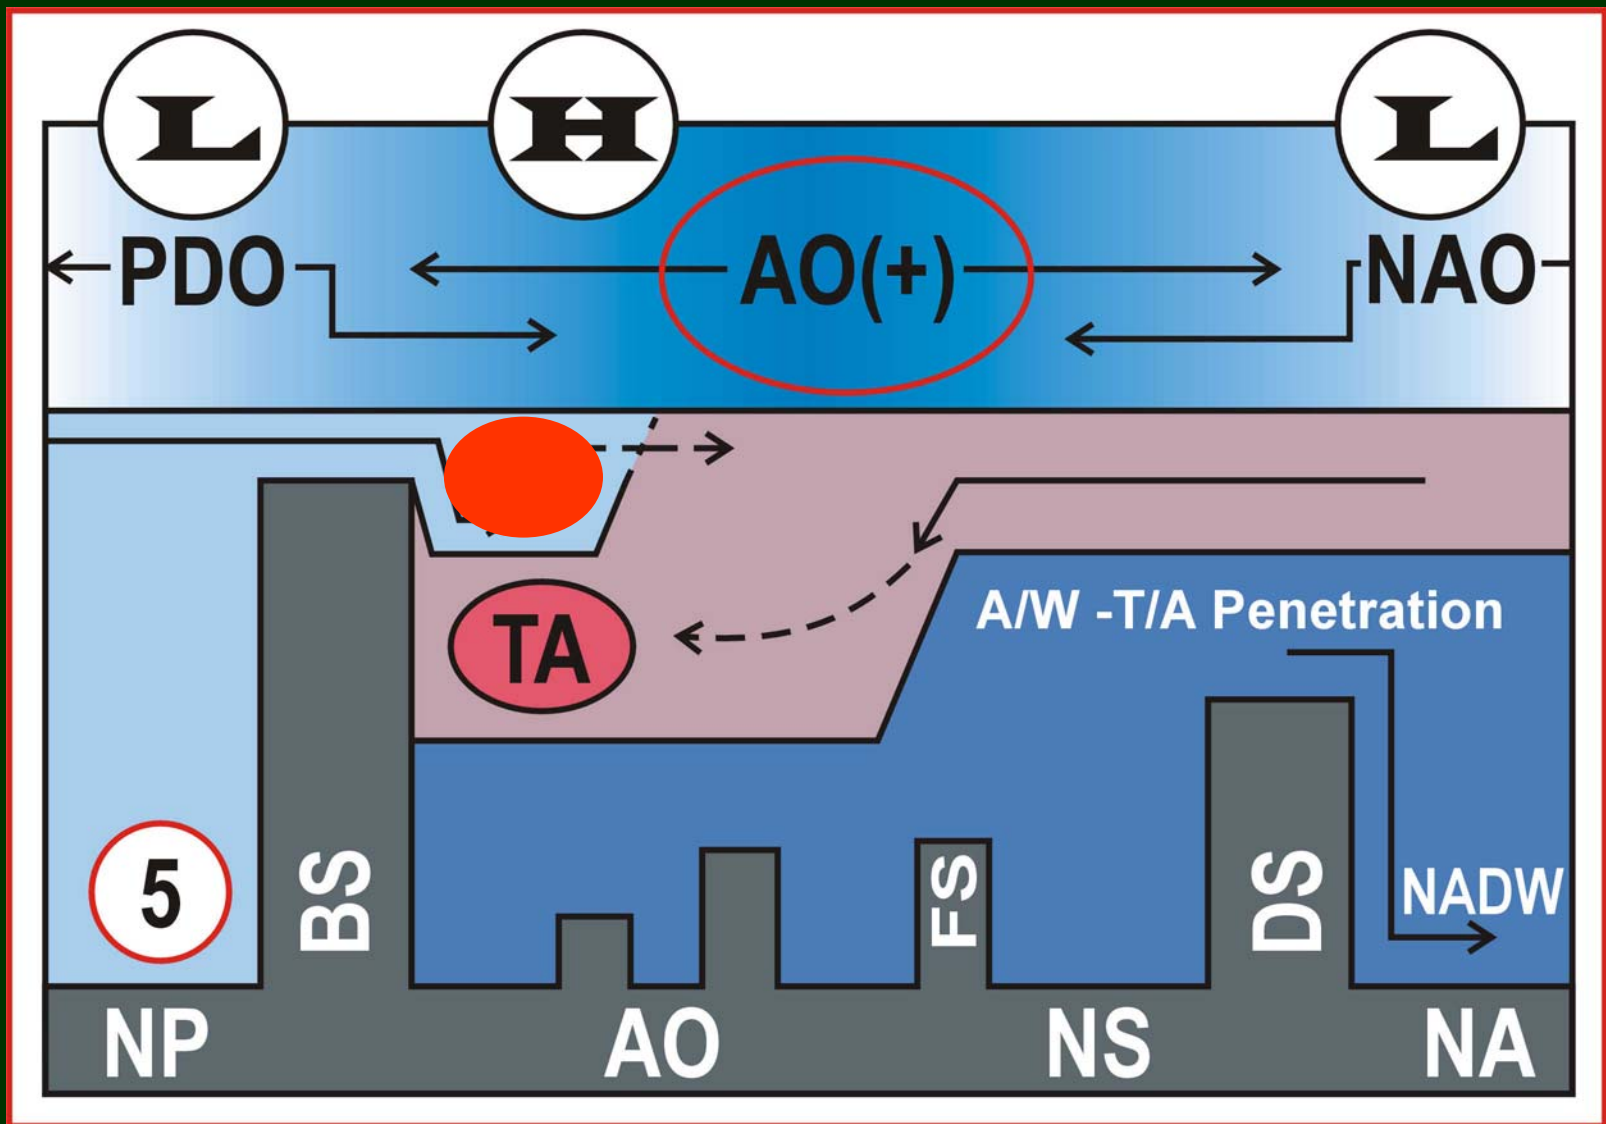 L H L
PDO AO(+) NAO
TA
A/W -T/A Penetration
5 BS FS DS NADW
NP AO NS NA